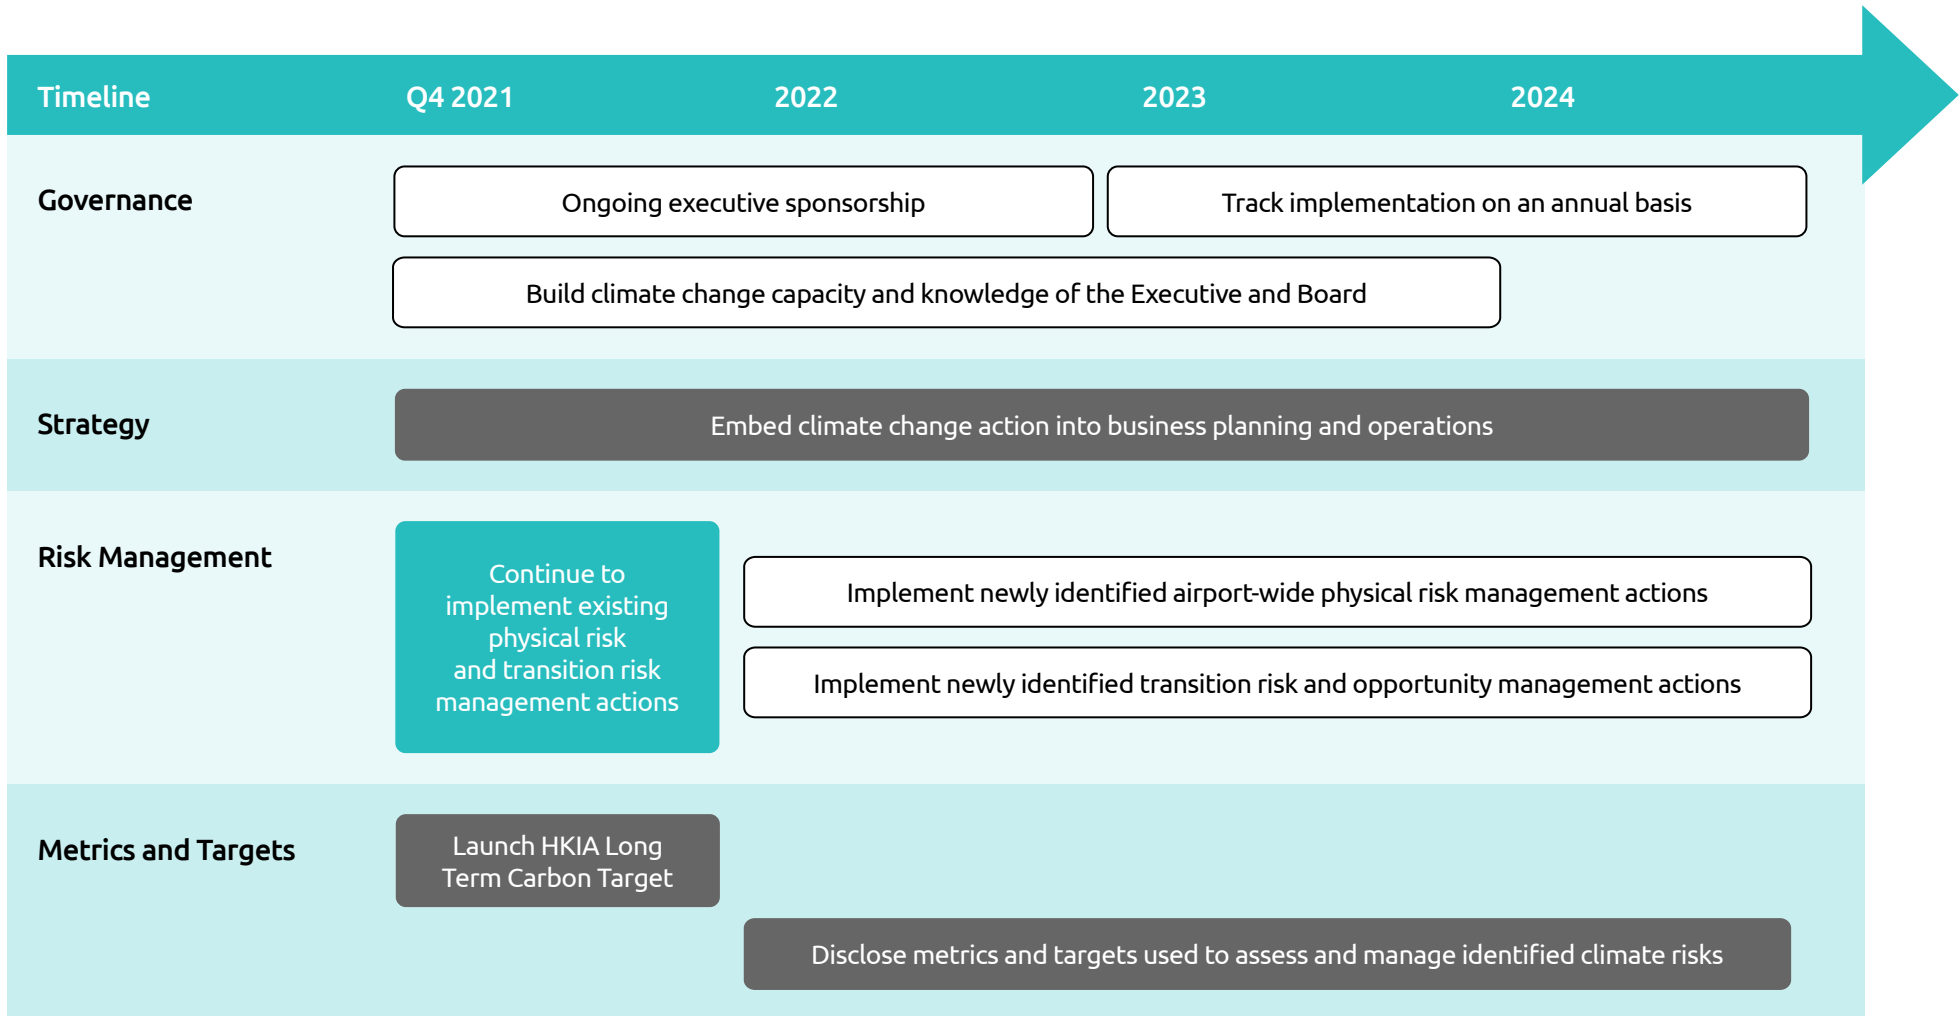 Timeline
Q4 2021
2022
2023
2024
Governance
Ongoing executive sponsorship
Track implementation on an annual basis
Build climate change capacity and knowledge of the Executive and Board
Strategy
Embed climate change action into business planning and operations
Risk Management
Continue to
implement existing
physical risk
and transition risk
management actions
Implement newly identified airport-wide physical risk management actions
Implement newly identified transition risk and opportunity management actions
Metrics and Targets
Launch HKIA Long
Term Carbon Target
Disclose metrics and targets used to assess and manage identified climate risks